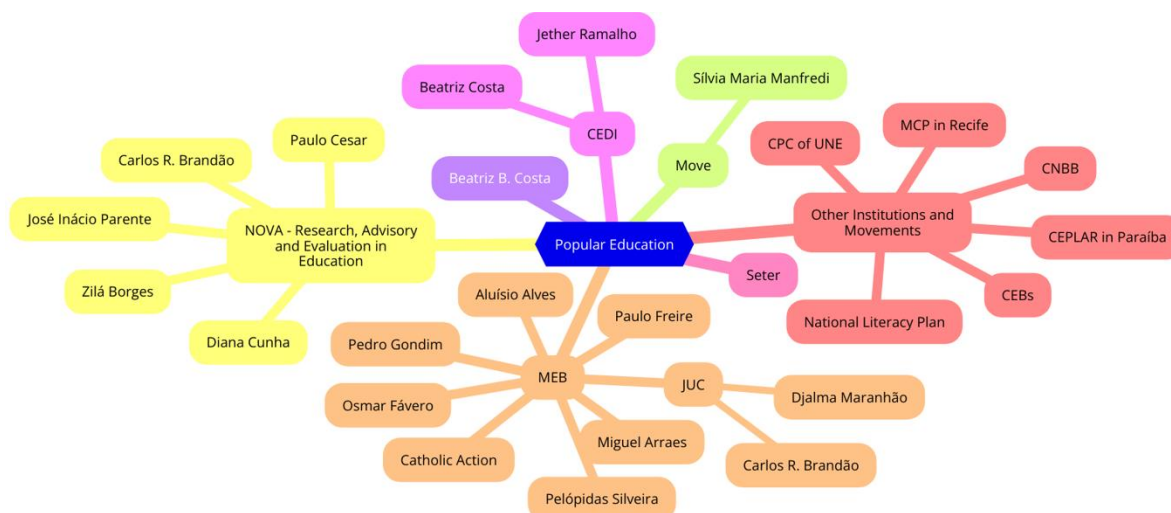 Jether Ramalho
Beatriz Costa
Sílvia Maria Manfredi
CEDI
Move
Beatriz B. Costa
Popular Education
Seter
Paulo Cesar
Carlos R. Brandão
José Inácio Parente
NOVA - Research, Advisory
and Evaluation in
Education
Zilá Borges
Diana Cunha
CPC of UNE
MCP in Recife
CNBB
Other Institutions and
Movements
CEPLAR in Paraíba
CEBs
National Literacy Plan
Aluísio Alves
Paulo Freire
Pedro Gondim
MEB
JUC
Djalma Maranhão
Osmar Fávero
Miguel Arraes
Catholic Action
Carlos R. Brandão
Pelópidas Silveira